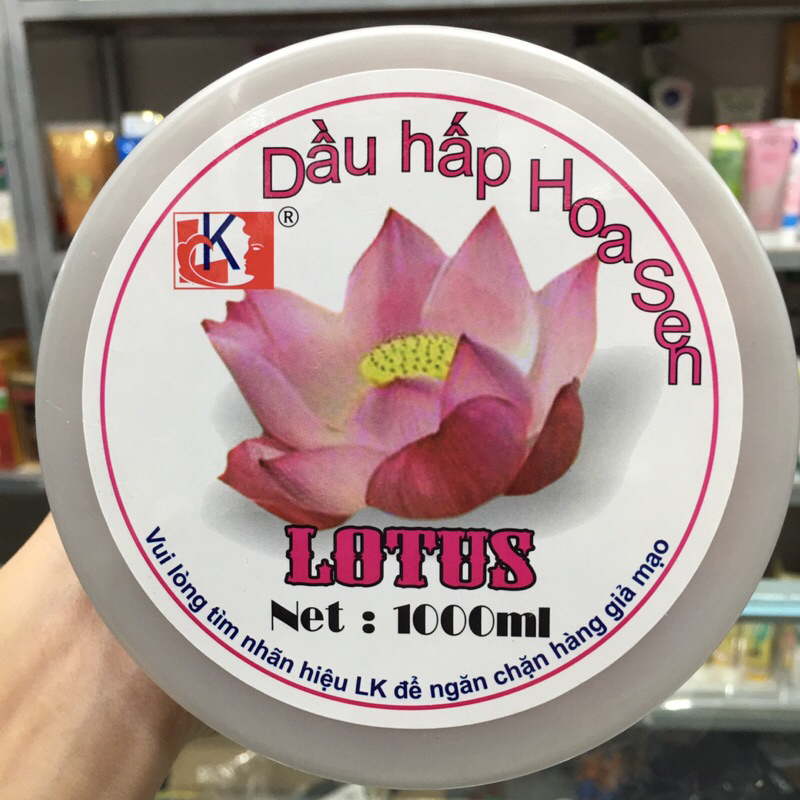 Dầu hấp Hoa Sen
K ®
LOTUS
Net : 1000ml
Vui lòng tìm nhãn hiệu LK để ngăn chặn hàng giả mạo